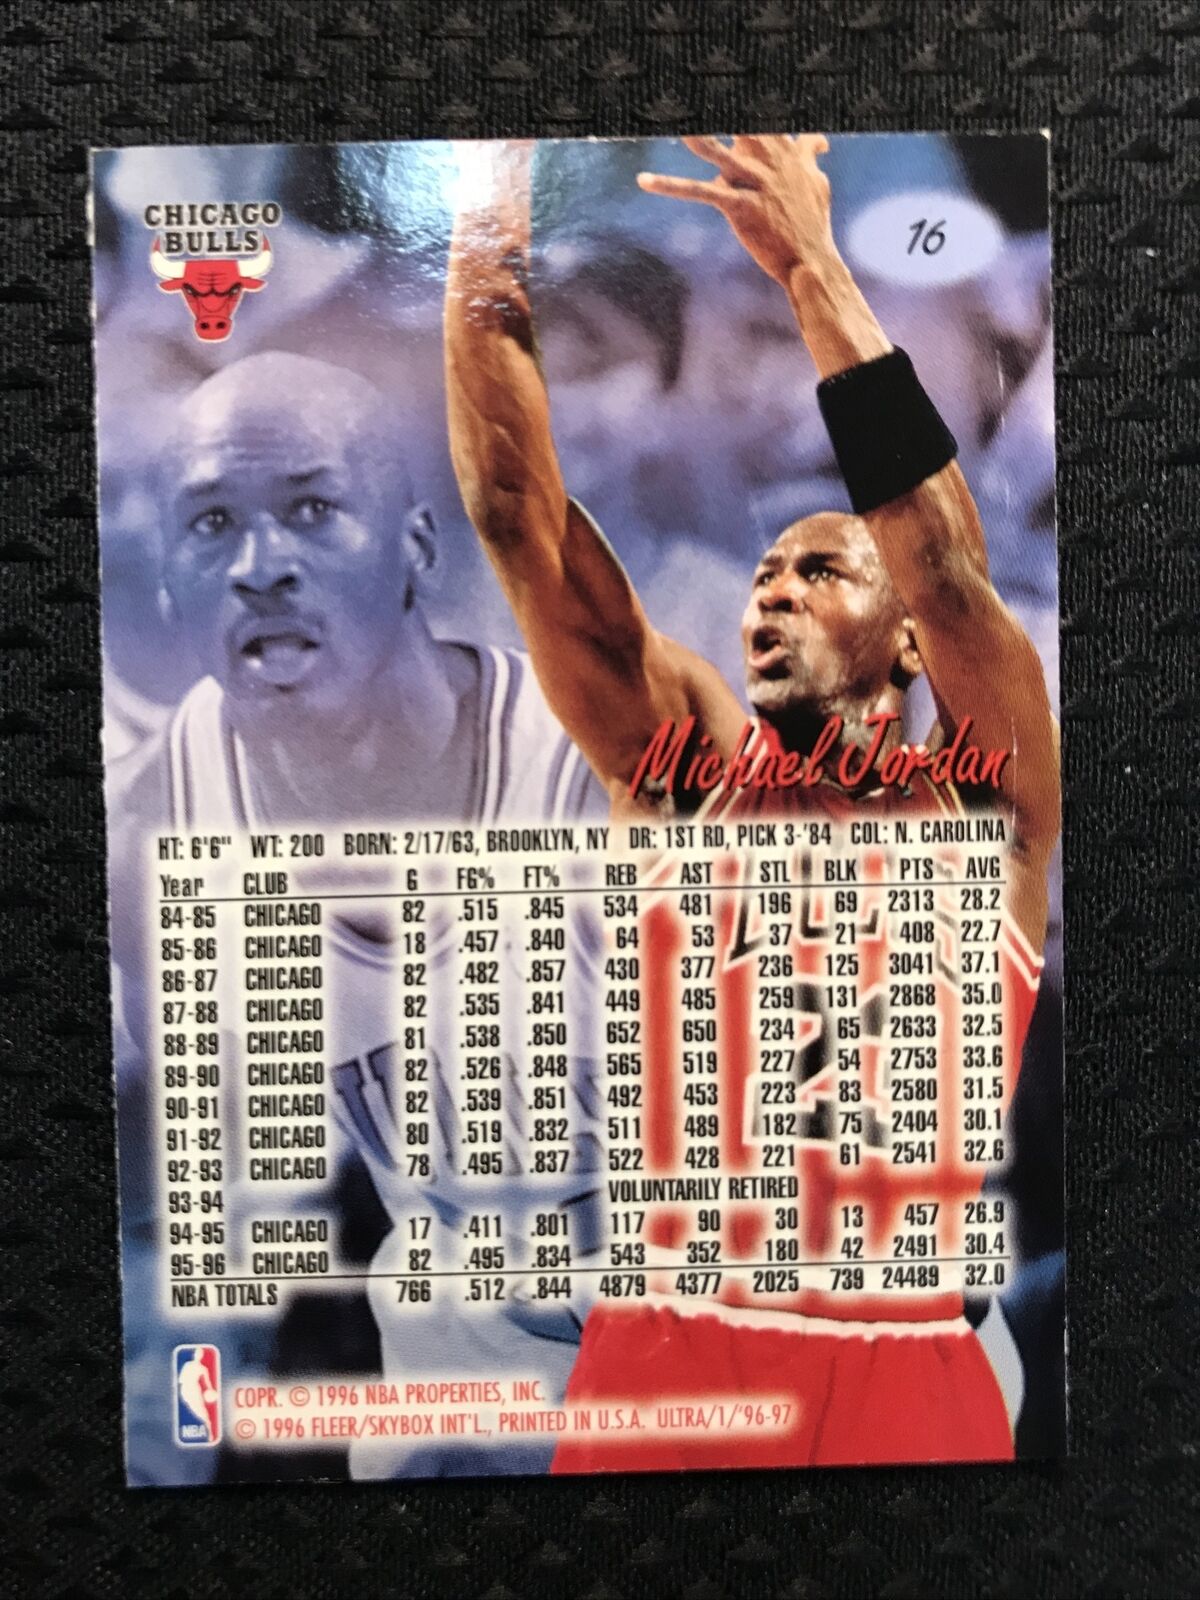 CHICAGO
BULLS
16
Michael Jordan
HT: 6'6" WT: 200 BORN: 2/17/63, BROOKLYN, NY DR: 1ST RD, PICK 3-'84 COL: N. CAROLINA
Year CLUB G FG% FT% REB AST STL BLK PTS AVG
84-85 CHICAGO 82 .515 .845 534 481 196 69 2313 28.2
85-86 CHICAGO 18 .457 .840 64 53 37 21 408 22.7
86-87 CHICAGO 82 .482 .857 430 377 236 125 3041 37.1
87-88 CHICAGO 82 .535 .841 449 485 259 131 2868 35.0
88-89 CHICAGO 81 .538 .850 652 650 234 65 2633 32.5
89-90 CHICAGO 82 .526 .848 565 519 227 54 2753 33.6
90-91 CHICAGO 82 .539 .851 492 453 223 83 2580 31.5
91-92 CHICAGO 80 .519 .832 511 489 182 75 2404 30.1
92-93 CHICAGO 78 .495 .837 522 428 221 61 2541 32.6
93-94 VOLUNTARILY RETIRED
94-95 CHICAGO 17 .411 .801 117 90 30 13 457 26.9
95-96 CHICAGO 82 .495 .834 543 352 180 42 2491 30.4
NBA TOTALS 766 .512 .844 4879 4377 2025 739 24489 32.0
NBA
COPR. © 1996 NBA PROPERTIES, INC.
© 1996 FLEER/SKYBOX INT'L., PRINTED IN U.S.A. ULTRA/1/'96-97